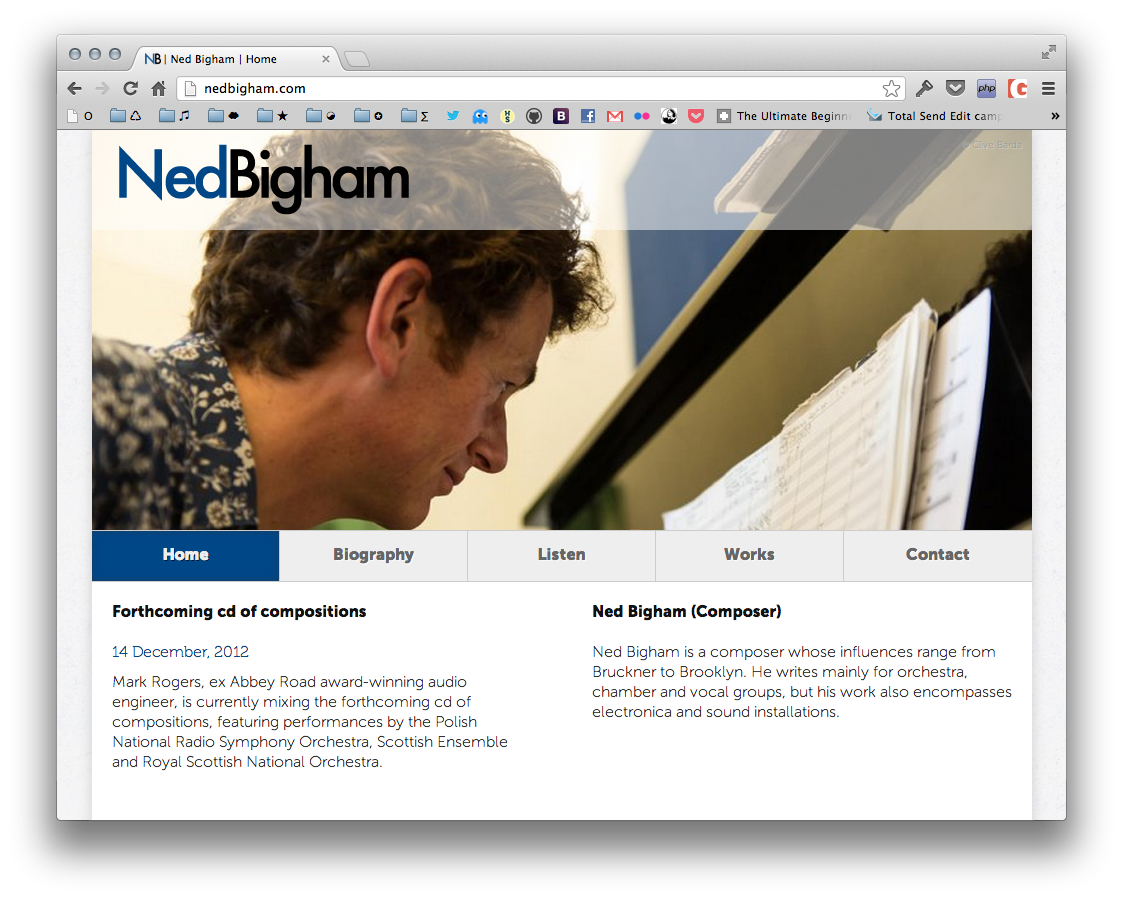 NB | Ned Bigham | Home
nedbigham.com
O Σ B php The Ultimate Beginn Total Send Edit cam »
NedBigham
Home Biography Listen Works Contact
Forthcoming cd of compositions
14 December, 2012
Mark Rogers, ex Abbey Road award-winning audio
engineer, is currently mixing the forthcoming cd of
compositions, featuring performances by the Polish
National Radio Symphony Orchestra, Scottish Ensemble
and Royal Scottish National Orchestra.
Ned Bigham (Composer)
Ned Bigham is a composer whose influences range from
Bruckner to Brooklyn. He writes mainly for orchestra,
chamber and vocal groups, but his work also encompasses
electronica and sound installations.